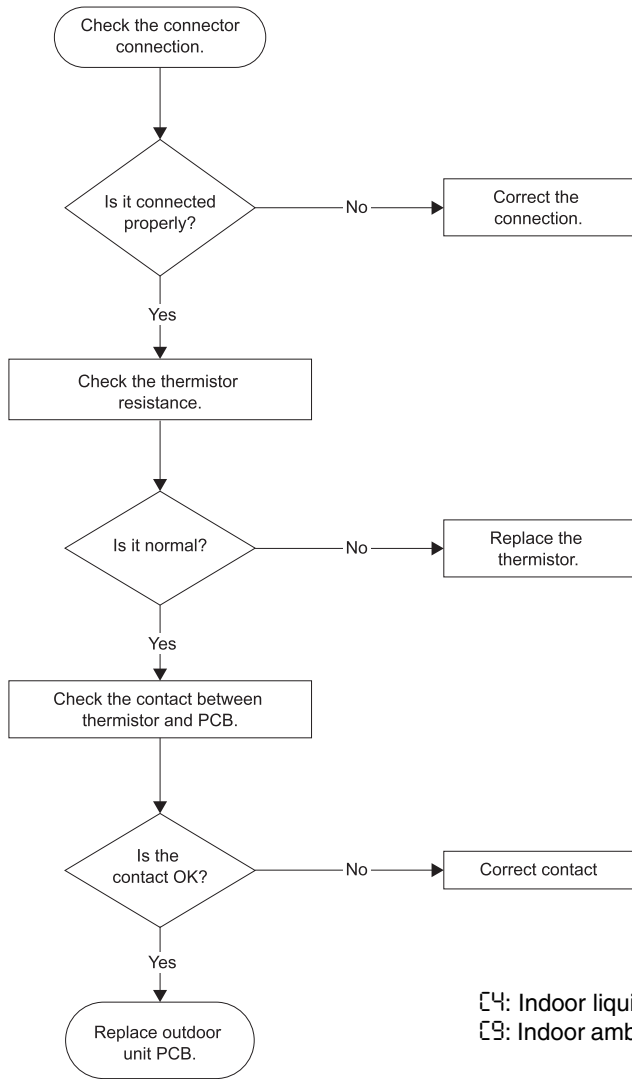 Check the connector
connection.
Is it connected
properly?
No
Correct the
connection.
Yes
Check the thermistor
resistance.
Is it normal?
No
Replace the
thermistor.
Yes
Check the contact between
thermistor and PCB.
Is the
contact OK?
No
Correct contact
Yes
Replace outdoor
unit PCB.
C4: Indoor liqui
C9: Indoor amb